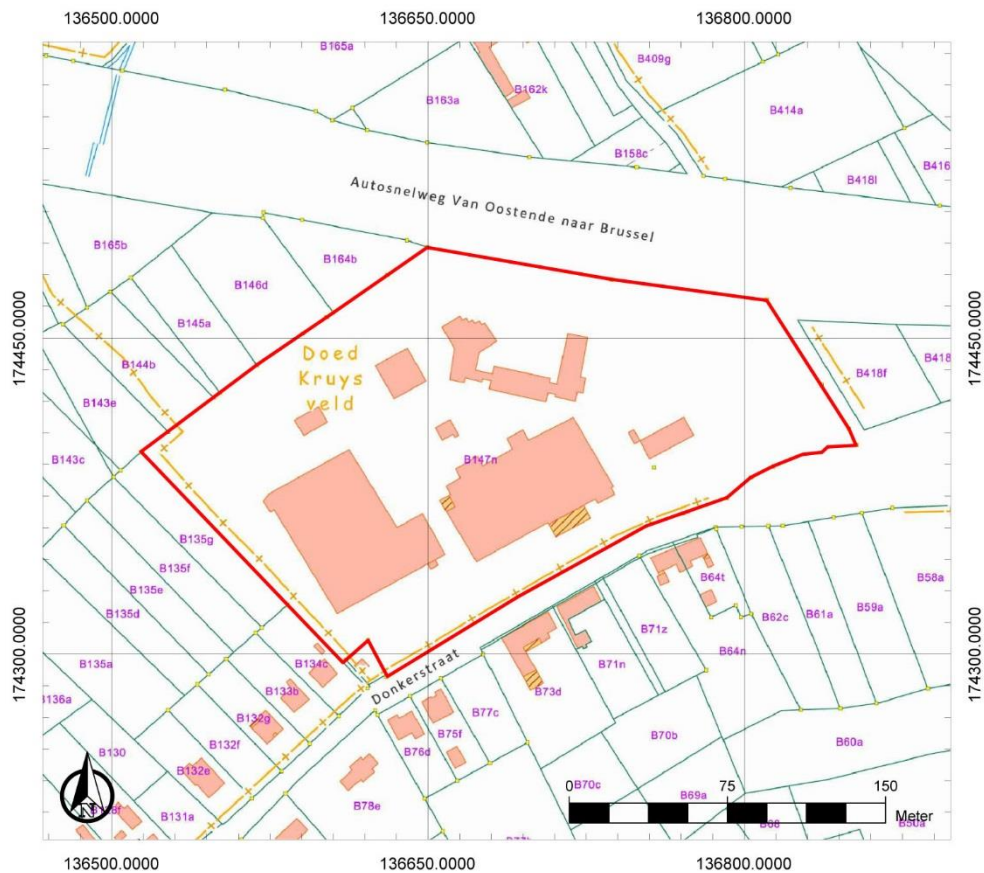 136500.0000 136650.0000 136800.0000
B165a
B409g
B163a
B162k
B414a
B158c
B416
B418l
Autosnelweg Van Oostende naar Brussel
B165b
B164b
B146d
B145a
174450.0000
174450.0000
Doed
Kruys
veld
B144b
B418f
B418
B143e
B143c
B147n
B135g
B135f
B135e
B135d
B64t
B58a
B59a
B61a
B62c
B71z
B64n
174300.0000
174300.0000
B135a
B134c
B133b
B132g
B132f
B132e
B136a
B130
B131a
Donkerstraat
B71n
B73d
B77c
B75f
B76d
B78e
B70b
B70c
B69a
B60a
N
0 75 150
Meter
136500.0000 136650.0000 136800.0000